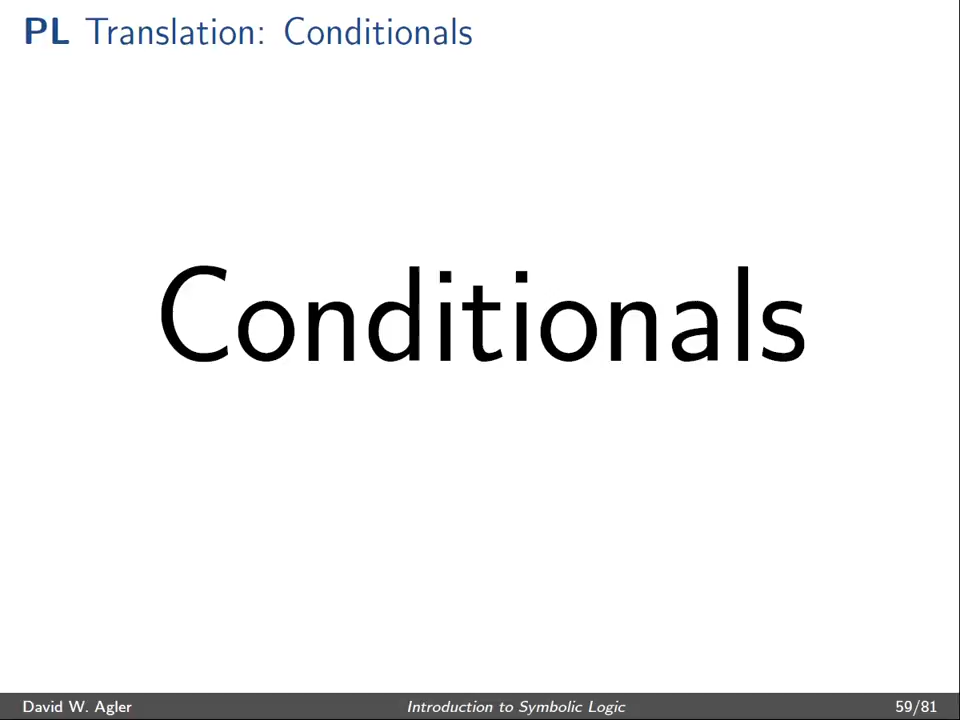 PL Translation: Conditionals
Conditionals
David W. Agler Introduction to Symbolic Logic 59/81